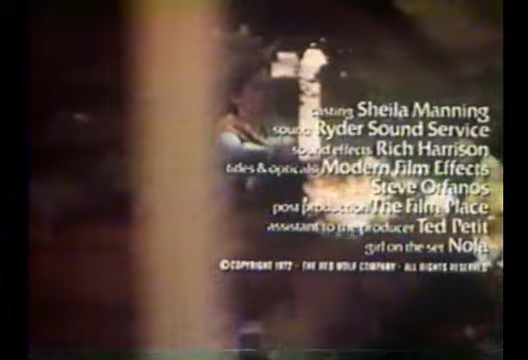 casting Sheila Manning
sound Ryder Sound Service
sound effects Rich Harrison
titles & opticals Modern Film Effects
Steve Orfanos
post production The Film Place
assistant to the producer Ted Petit
girl on the set Nola
© COPYRIGHT 1972 - THE RED WOLF COMPANY - ALL RIGHTS RESERVED